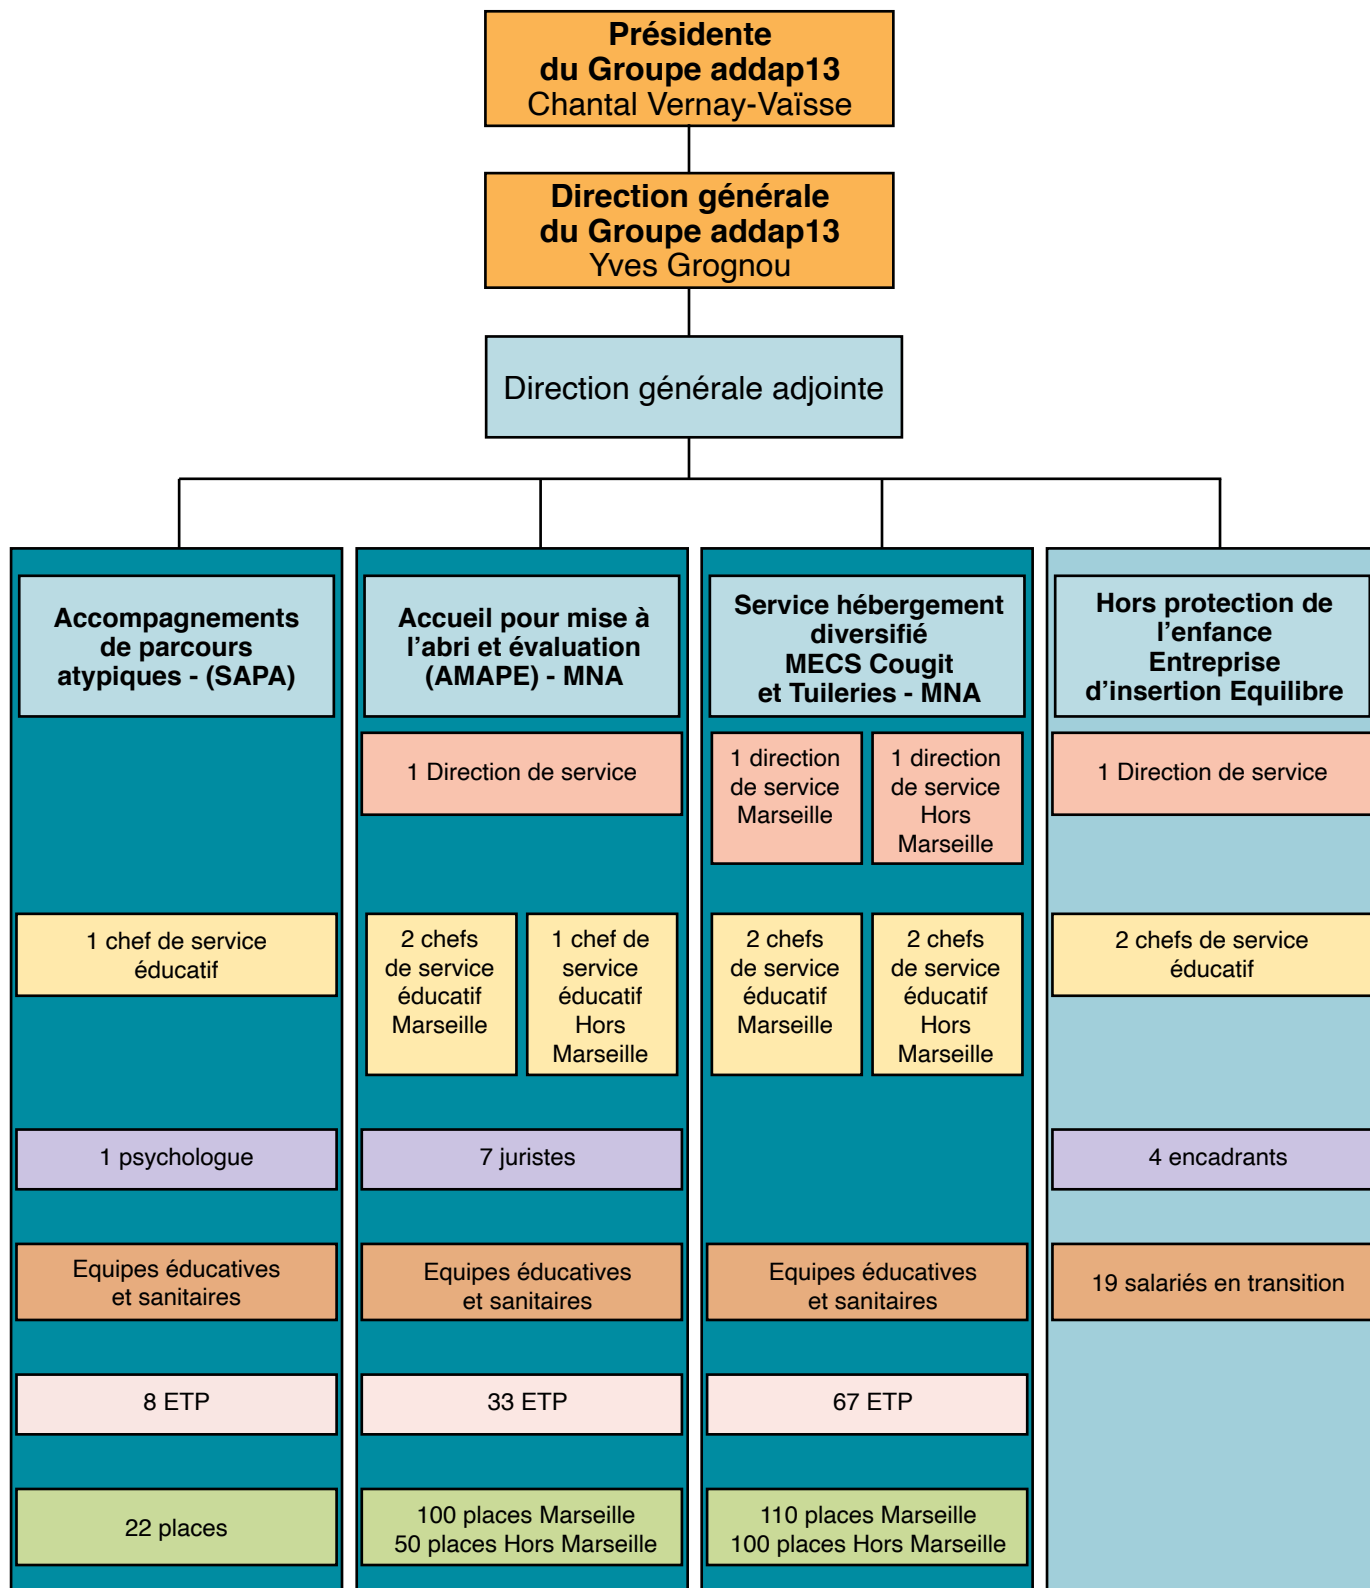 Présidente
du Groupe addap13
Chantal Vernay-Vaïsse
Direction générale
du Groupe addap13
Yves Grognou
Direction générale adjointe
Accompagnements
de parcours
atypiques - (SAPA)
1 chef de service
éducatif
1 psychologue
Equipes éducatives
et sanitaires
8 ETP
22 places
Accueil pour mise à
l’abri et évaluation
(AMAPE) - MNA
1 Direction de service
2 chefs
de service
éducatif
Marseille
1 chef de
service
éducatif
Hors
Marseille
7 juristes
Equipes éducatives
et sanitaires
33 ETP
100 places Marseille
50 places Hors Marseille
Service hébergement
diversifié
MECS Cougit
et Tuileries - MNA
1 direction
de service
Marseille
1 direction
de service
Hors
Marseille
2 chefs
de service
éducatif
Marseille
2 chefs
de service
éducatif
Hors
Marseille
Equipes éducatives
et sanitaires
67 ETP
110 places Marseille
100 places Hors Marseille
Hors protection de
l’enfance
Entreprise
d’insertion Equilibre
1 Direction de service
2 chefs de service
éducatif
4 encadrants
19 salariés en transition